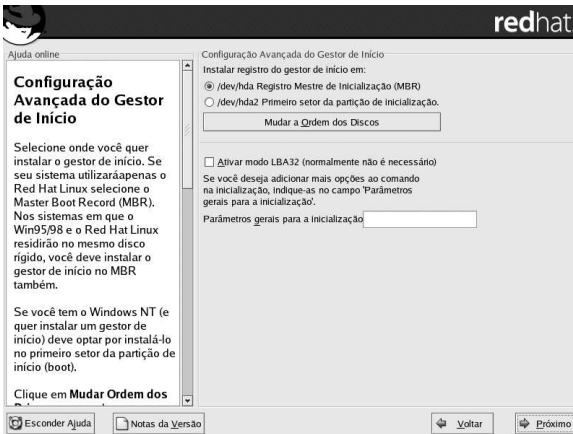 redhat
Ajuda online
Configuração
Avançada do Gestor
de Início
Selecione onde você quer
instalar o gestor de início. Se
seu sistema utilizaráapenas o
Red Hat Linux selecione o
Master Boot Record (MBR).
Nos sistemas em que o
Win95/98 e o Red Hat Linux
residirão no mesmo disco
rígido, você deve instalar o
gestor de início no MBR
também.
Se você tem o Windows NT (e
quer instalar um gestor de
início) deve optar por instalá-lo
no primeiro setor da partição de
início (boot).
Clique em Mudar Ordem dos
Configuração Avançada do Gestor de Início
Instalar registro do gestor de início em:
/dev/hda Registro Mestre de Inicialização (MBR)
/dev/hda2 Primeiro setor da partição de inicialização.
Mudar a Ordem dos Discos
Ativar modo LBA32 (normalmente não é necessário)
Se você deseja adicionar mais opções ao comando
na inicialização, indique-as no campo 'Parâmetros
gerais para a inicialização'.
Parâmetros gerais para a inicialização
Esconder Ajuda
Notas da Versão
Voltar
Próximo